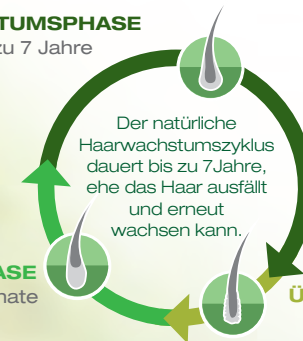 TUMSPHASE
zu 7 Jahre
Der natürliche
Haarwachstumszyklus
dauert bis zu 7Jahre,
ehe das Haar ausfällt
und erneut
wachsen kann.
ASE
nate
Ü